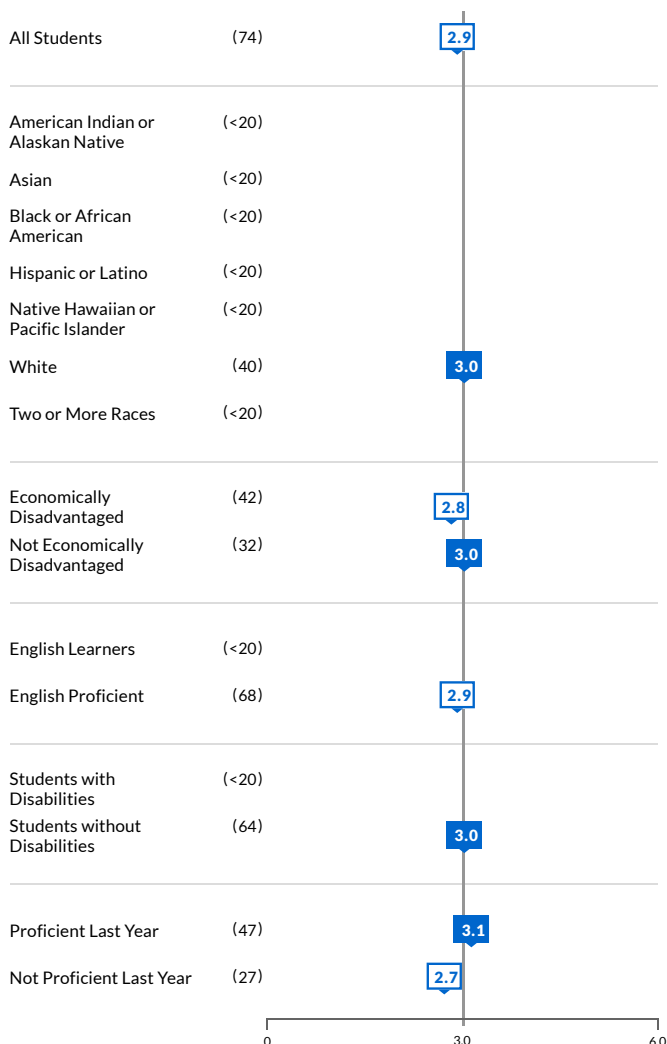 All Students (74) 2.9
American Indian or (<20)
Alaskan Native
Asian (<20)
Black or African (<20)
American
Hispanic or Latino (<20)
Native Hawaiian or (<20)
Pacific Islander
White (40) 3.0
Two or More Races (<20)
Economically (42) 2.8
Disadvantaged
Not Economically (32) 3.0
Disadvantaged
English Learners (<20)
English Proficient (68) 2.9
Students with (<20)
Disabilities
Students without (64) 3.0
Disabilities
Proficient Last Year (47) 3.1
Not Proficient Last Year (27) 2.7
0 3.0 6.0